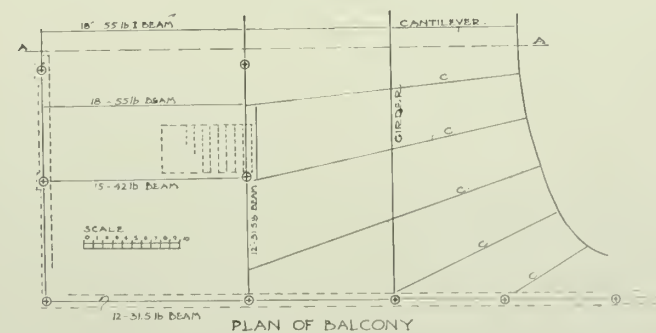 18" 55 lb I BEAM
CANTILEVER
A A
C
18 - 55 lb BEAM
GIRDER
C
15 - 42 lb BEAM
C
12"-31.5 lb BEAM
SCALE
C
C
12 - 31.5 lb BEAM
PLAN OF BALCONY